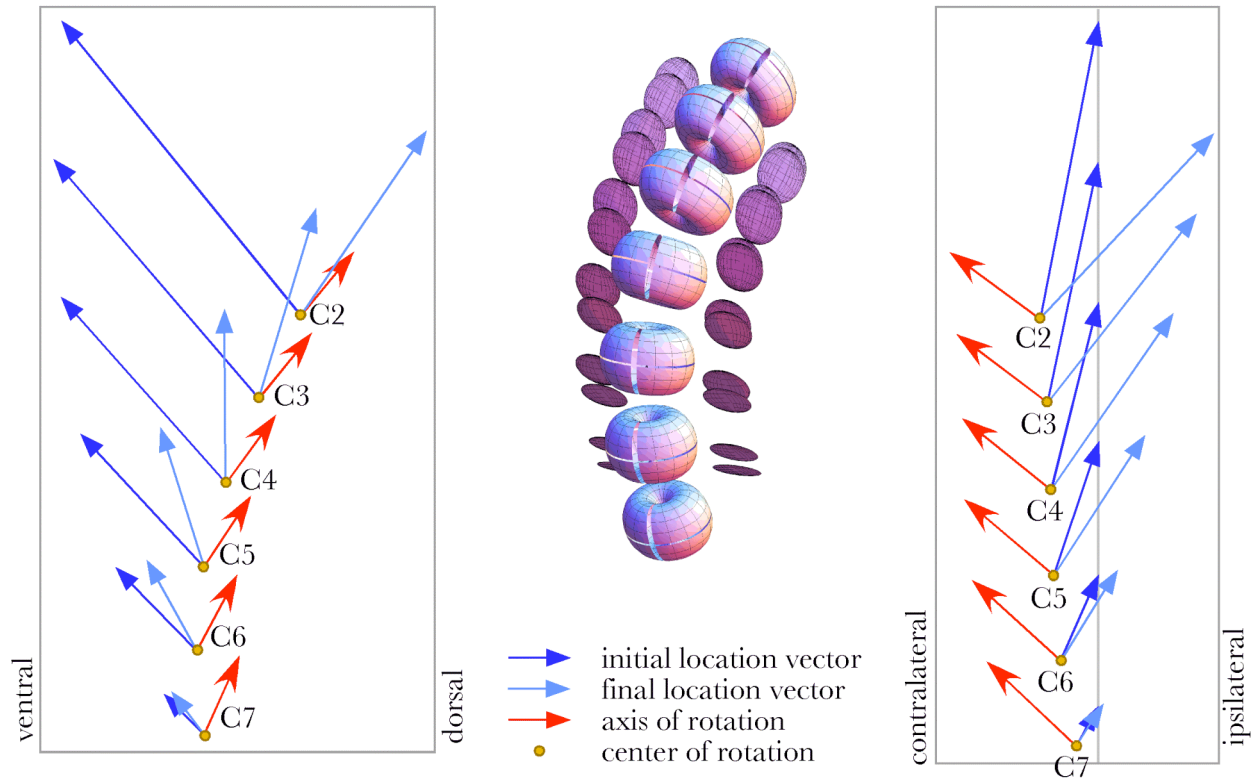 C2
C3
C4
C5
C6
C7
ventral
dorsal
initial location vector
final location vector
axis of rotation
center of rotation
C2
C3
C4
C5
C6
C7
contralateral
ipsilateral